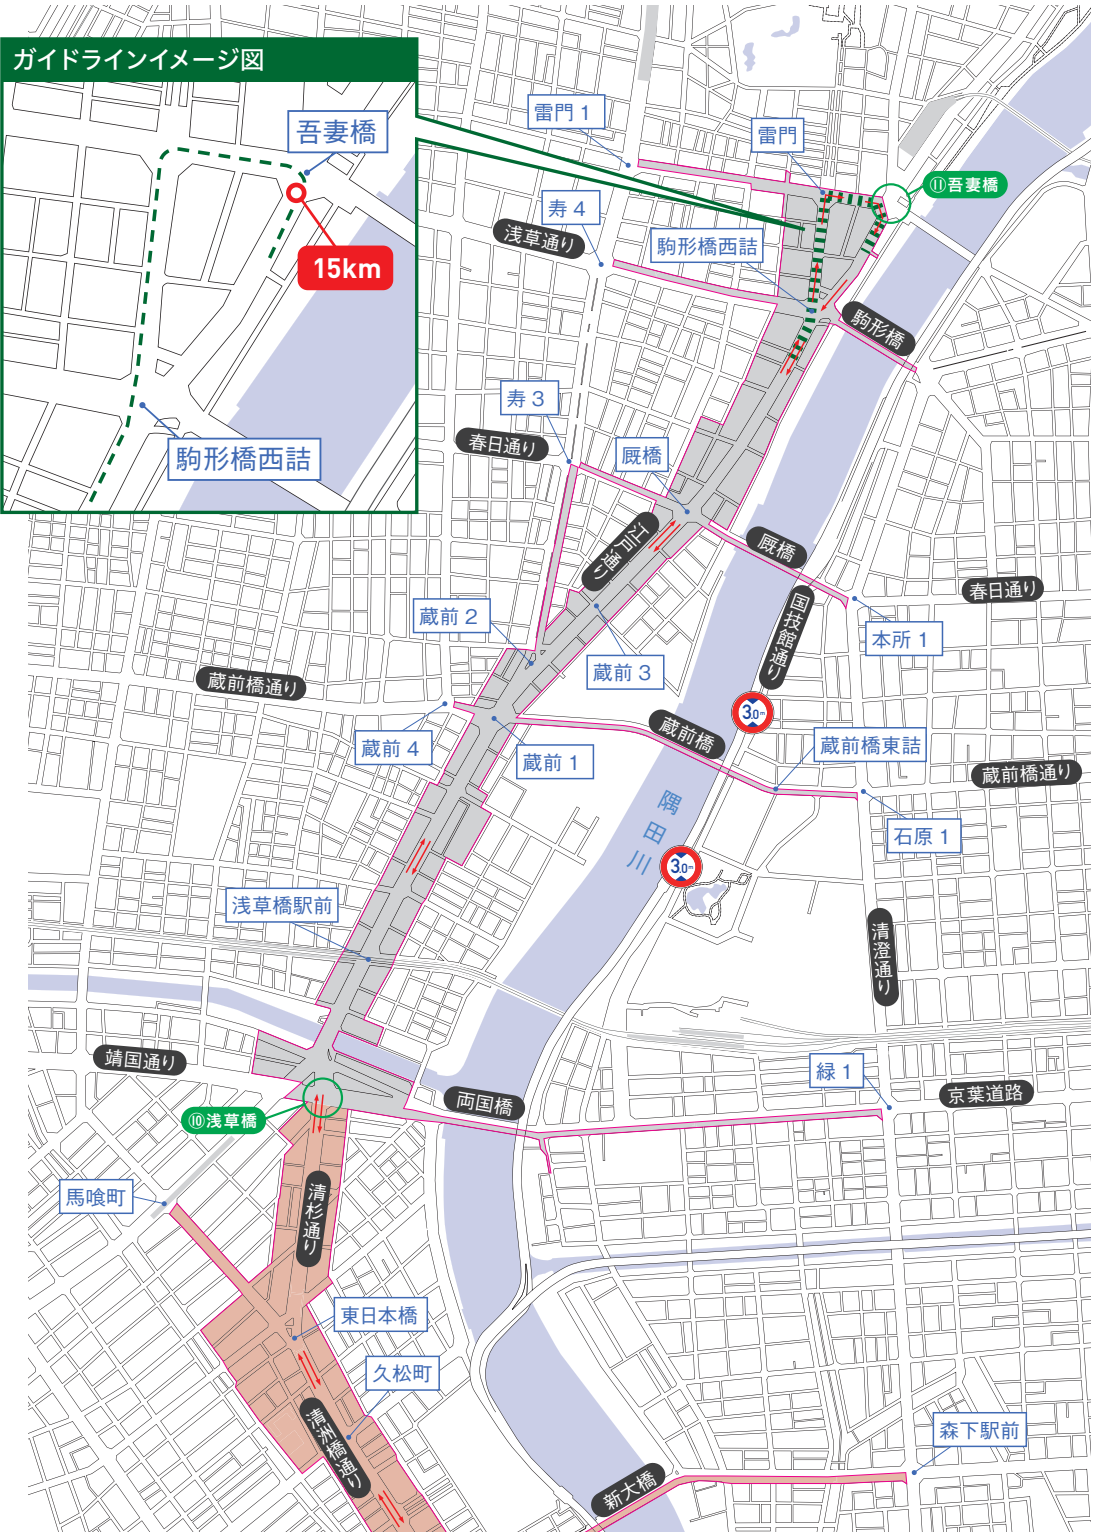 ガイドラインイメージ図
吾妻橋
15km
駒形橋西詰
雷門 1
雷門
⑪吾妻橋
寿 4
浅草通り
駒形橋西詰
駒形橋
寿 3
春日通り
厩橋
江戸通り
厩橋
春日通り
国技館通り
本所 1
蔵前 2
蔵前 3
蔵前橋通り
3.0m
蔵前橋
蔵前橋東詰
蔵前 4
蔵前 1
蔵前橋通り
隅田川
石原 1
3.0m
浅草橋駅前
清澄通り
靖国通り
緑 1
両国橋
京葉道路
⑩浅草橋
馬喰町
清杉通り
東日本橋
久松町
清洲橋通り
森下駅前
新大橋